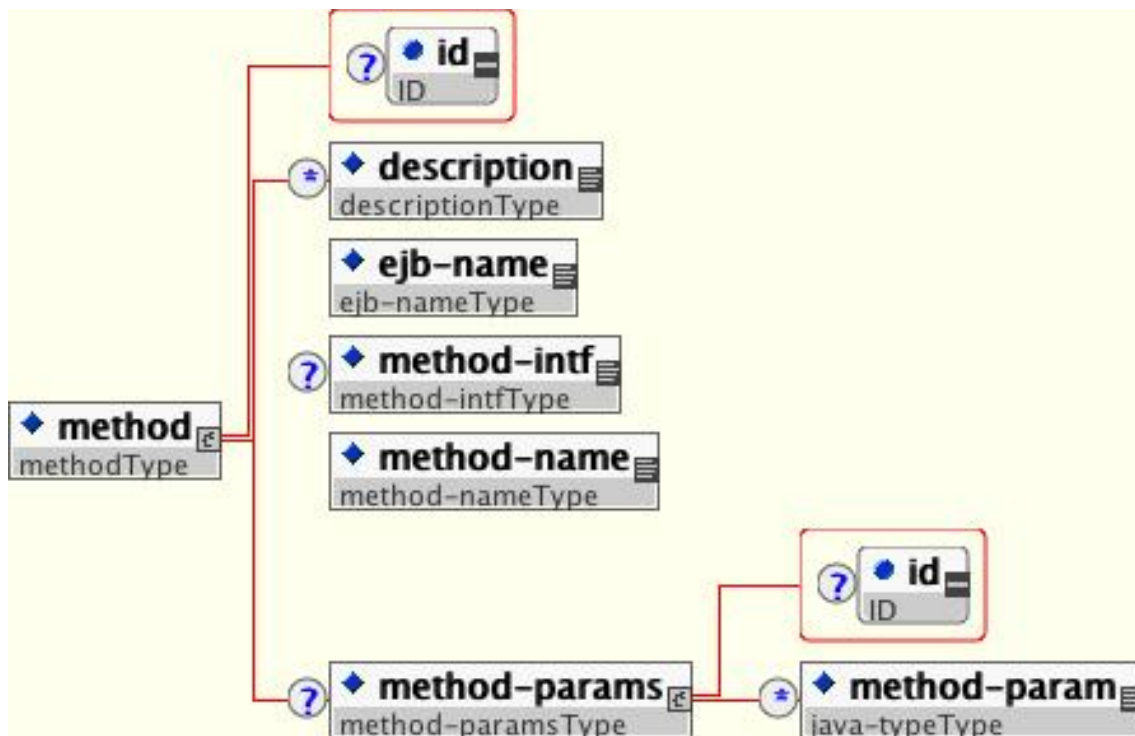 ? id
ID
* description
descriptionType
ejb-name
ejb-nameType
? method-intf
method-intfType
method
methodType
method-name
method-nameType
? id
ID
? method-params
method-paramsType
* method-param
java-typeType